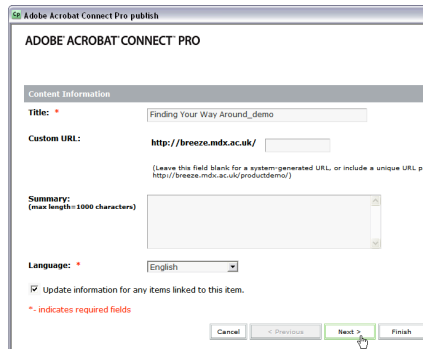 Cp Adobe Acrobat Connect Pro publish
ADOBE® ACROBAT® CONNECT™ PRO
Content Information
Title: * Finding Your Way Around_demo
Custom URL: http://breeze.mdx.ac.uk/
(Leave this field blank for a system-generated URL, or include a unique URL p
http://breeze.mdx.ac.uk/productdemo/)
Summary:
(max length=1000 characters)
Language: * English
Update information for any items linked to this item.
*- indicates required fields
Cancel < Previous Next > Finish